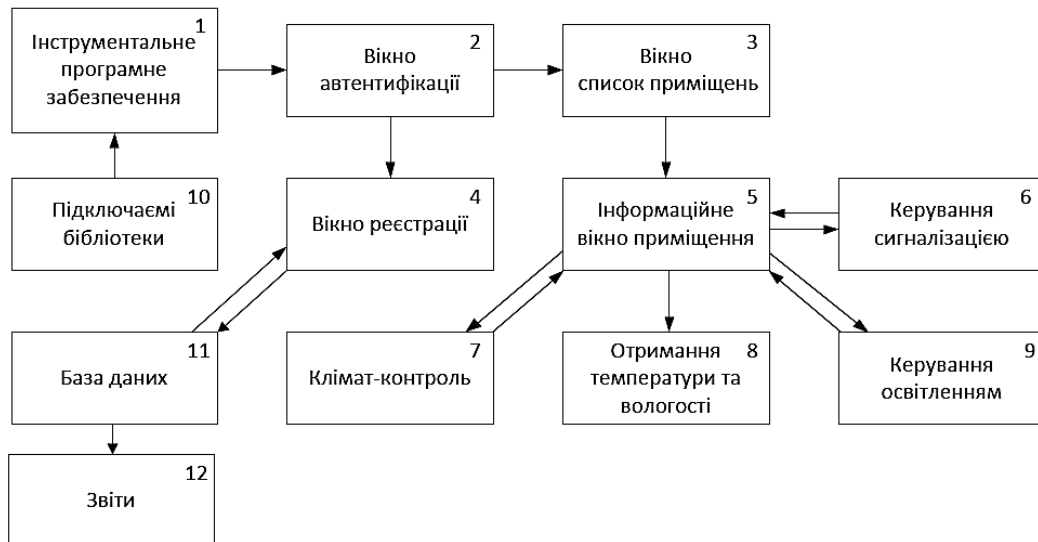 1
Інструментальне
програмне
забезпечення
2
Вікно
автентифікації
3
Вікно
список приміщень
10
Підключаємі
бібліотеки
4
Вікно реєстрації
5
Інформаційне
вікно приміщення
6
Керування
сигналізацією
11
База даних
7
Клімат-контроль
8
Отримання
температури та
вологості
9
Керування
освітленням
12
Звіти